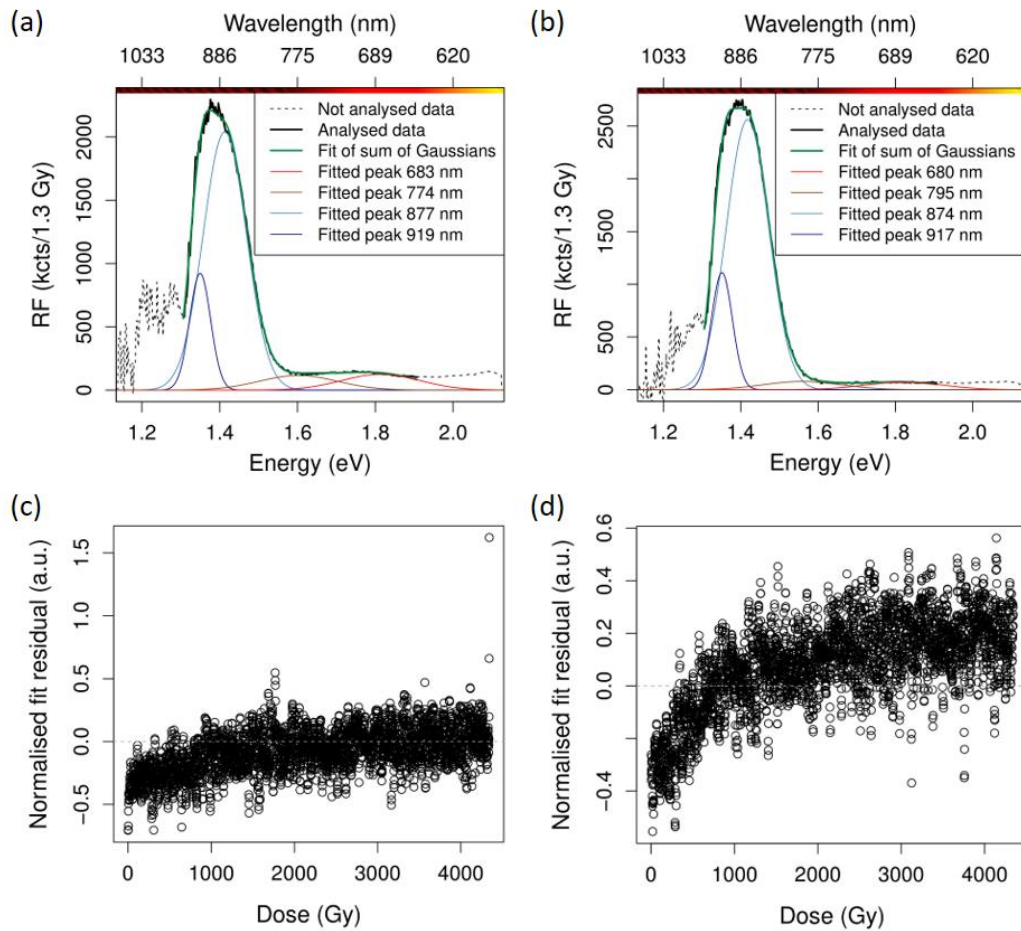 (a)
Wavelength (nm)
1033 886 775 689 620
Not analysed data
Analysed data
Fit of sum of Gaussians
Fitted peak 683 nm
Fitted peak 774 nm
Fitted peak 877 nm
Fitted peak 919 nm
RF (kcts/1.3 Gy)
0 500 1000 1500 2000
1.2 1.4 1.6 1.8 2.0
Energy (eV)
(b)
Wavelength (nm)
1033 886 775 689 620
Not analysed data
Analysed data
Fit of sum of Gaussians
Fitted peak 680 nm
Fitted peak 795 nm
Fitted peak 874 nm
Fitted peak 917 nm
RF (kcts/1.3 Gy)
0 500 1500 2500
1.2 1.4 1.6 1.8 2.0
Energy (eV)
(c)
Normalised fit residual (a.u.)
−0.5 0.0 0.5 1.0 1.5
0 1000 2000 3000 4000
Dose (Gy)
(d)
Normalised fit residual (a.u.)
−0.4 0.0 0.2 0.4 0.6
0 1000 2000 3000 4000
Dose (Gy)